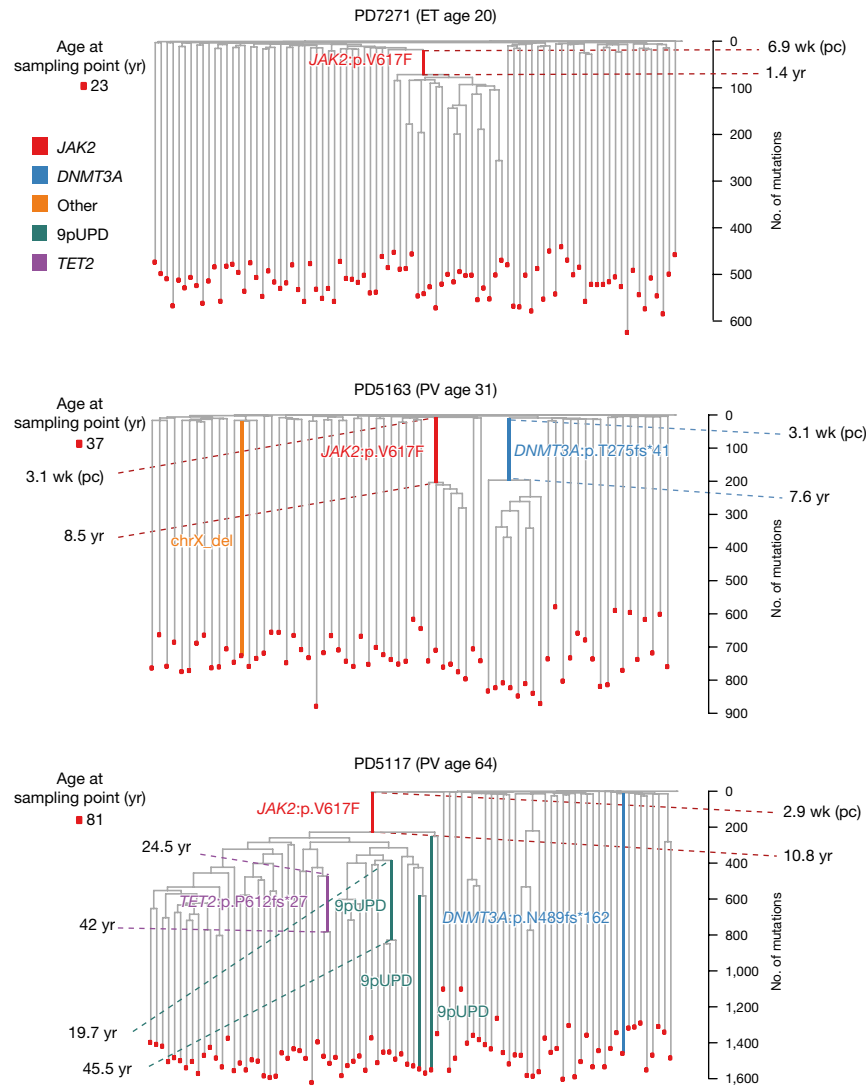 PD7271 (ET age 20)
Age at
sampling point (yr)
23
JAK2
DNMT3A
Other
9pUPD
TET2
JAK2:p.V617F
0
100
200
300
400
500
600
No. of mutations
6.9 wk (pc)
1.4 yr
PD5163 (PV age 31)
Age at
sampling point (yr)
37
3.1 wk (pc)
8.5 yr
JAK2:p.V617F
DNMT3A:p.T275fs*41
chrX_del
0
100
200
300
400
500
600
700
800
900
No. of mutations
3.1 wk (pc)
7.6 yr
PD5117 (PV age 64)
Age at
sampling point (yr)
81
JAK2:p.V617F
24.5 yr
TET2:p.P612fs*27
42 yr
9pUPD
DNMT3A:p.N489fs*162
9pUPD
9pUPD
19.7 yr
45.5 yr
0
200
400
600
800
1,000
1,200
1,400
1,600
No. of mutations
2.9 wk (pc)
10.8 yr